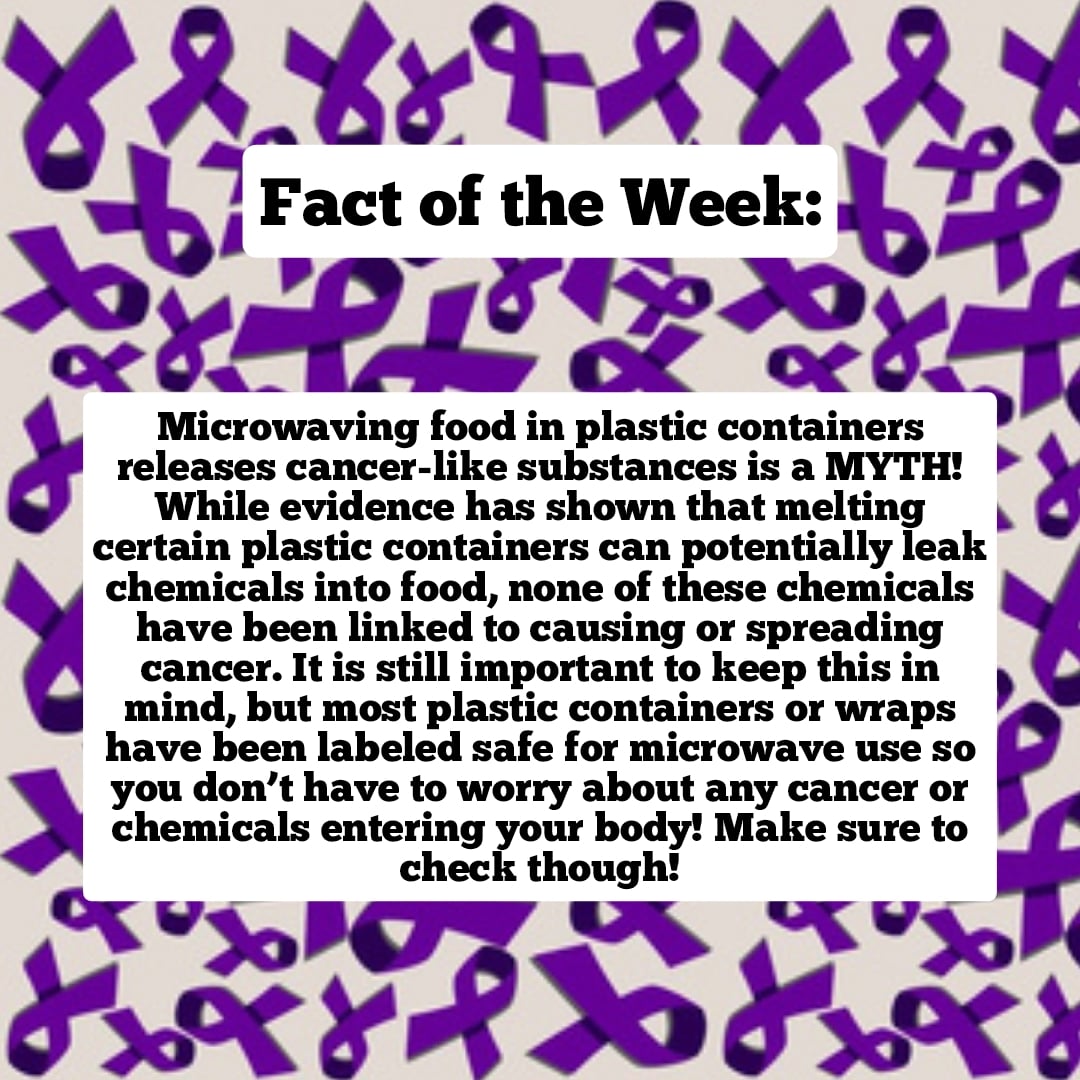 Fact of the Week:
Microwaving food in plastic containers
releases cancer-like substances is a MYTH!
While evidence has shown that melting
certain plastic containers can potentially leak
chemicals into food, none of these chemicals
have been linked to causing or spreading
cancer. It is still important to keep this in
mind, but most plastic containers or wraps
have been labeled safe for microwave use so
you don’t have to worry about any cancer or
chemicals entering your body! Make sure to
check though!